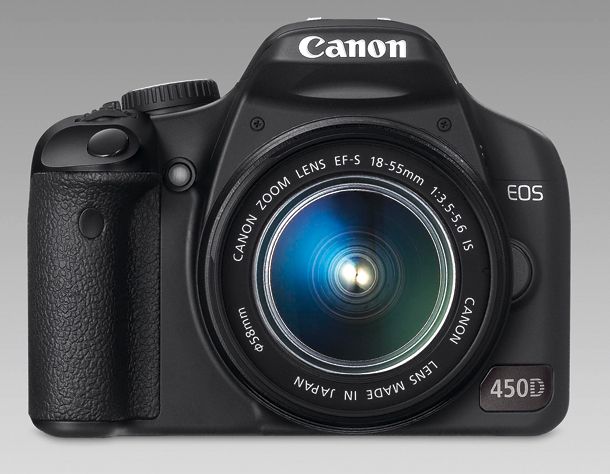 Canon
CANON ZOOM LENS EF-S 18-55mm 1:3.5-5.6 IS
EOS
Φ58mm
CANON LENS MADE IN JAPAN
450D